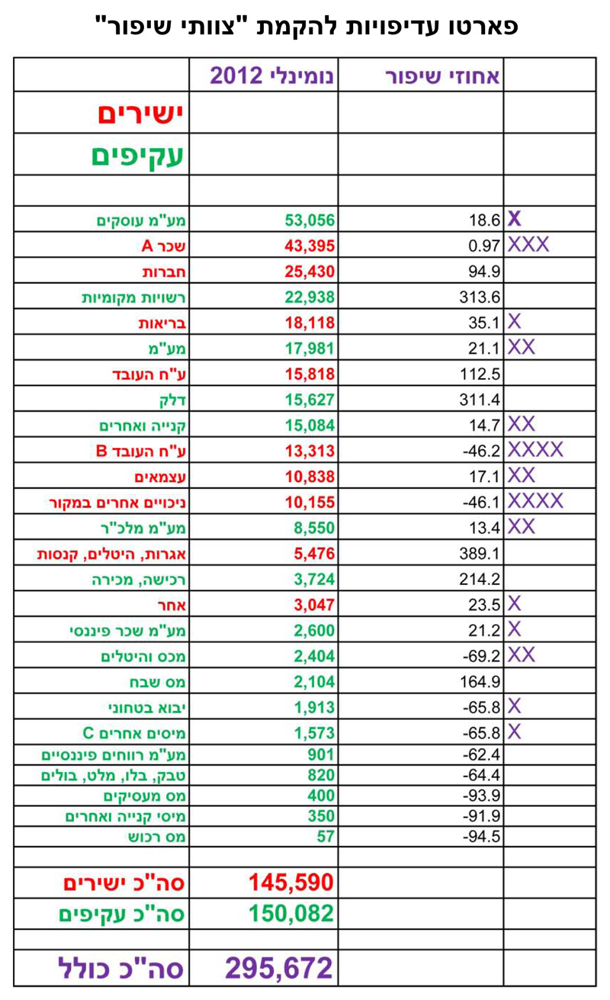 פארטו עדיפויות להקמת "צוותי שיפור"
נומינלי 2012 אחוזי שיפור
ישירים
עקיפים
מע"מ עוסקים 53,056 18.6 X
שכר A 43,395 0.97 XXX
חברות 25,430 94.9
רשויות מקומיות 22,938 313.6
בריאות 18,118 35.1 X
מע"מ 17,981 21.1 XX
ע"ח העובד 15,818 112.5
דלק 15,627 311.4
קנייה ואחרים 15,084 14.7 XX
ע"ח העובד B 13,313 -46.2 XXXX
עצמאים 10,838 17.1 XX
ניכויים אחרים במקור 10,155 -46.1 XXXX
מע"מ מלכ"ר 8,550 13.4 XX
אגרות, היטלים, קנסות 5,476 389.1
רכישה, מכירה 3,724 214.2
אחר 3,047 23.5 X
מע"מ שכר פיננסי 2,600 21.2 X
מכס והיטלים 2,404 -69.2 XX
מס שבח 2,104 164.9
יבוא בטחוני 1,913 -65.8 X
מיסים אחרים C 1,573 -65.8 X
מע"מ רווחים פיננסיים 901 -62.4
טבק, בלו, מלט, בולים 820 -64.4
מס מעסיקים 400 -93.9
מיסי קנייה ואחרים 350 -91.9
מס רכוש 57 -94.5
סה"כ ישירים 145,590
סה"כ עקיפים 150,082
סה"כ כולל 295,672